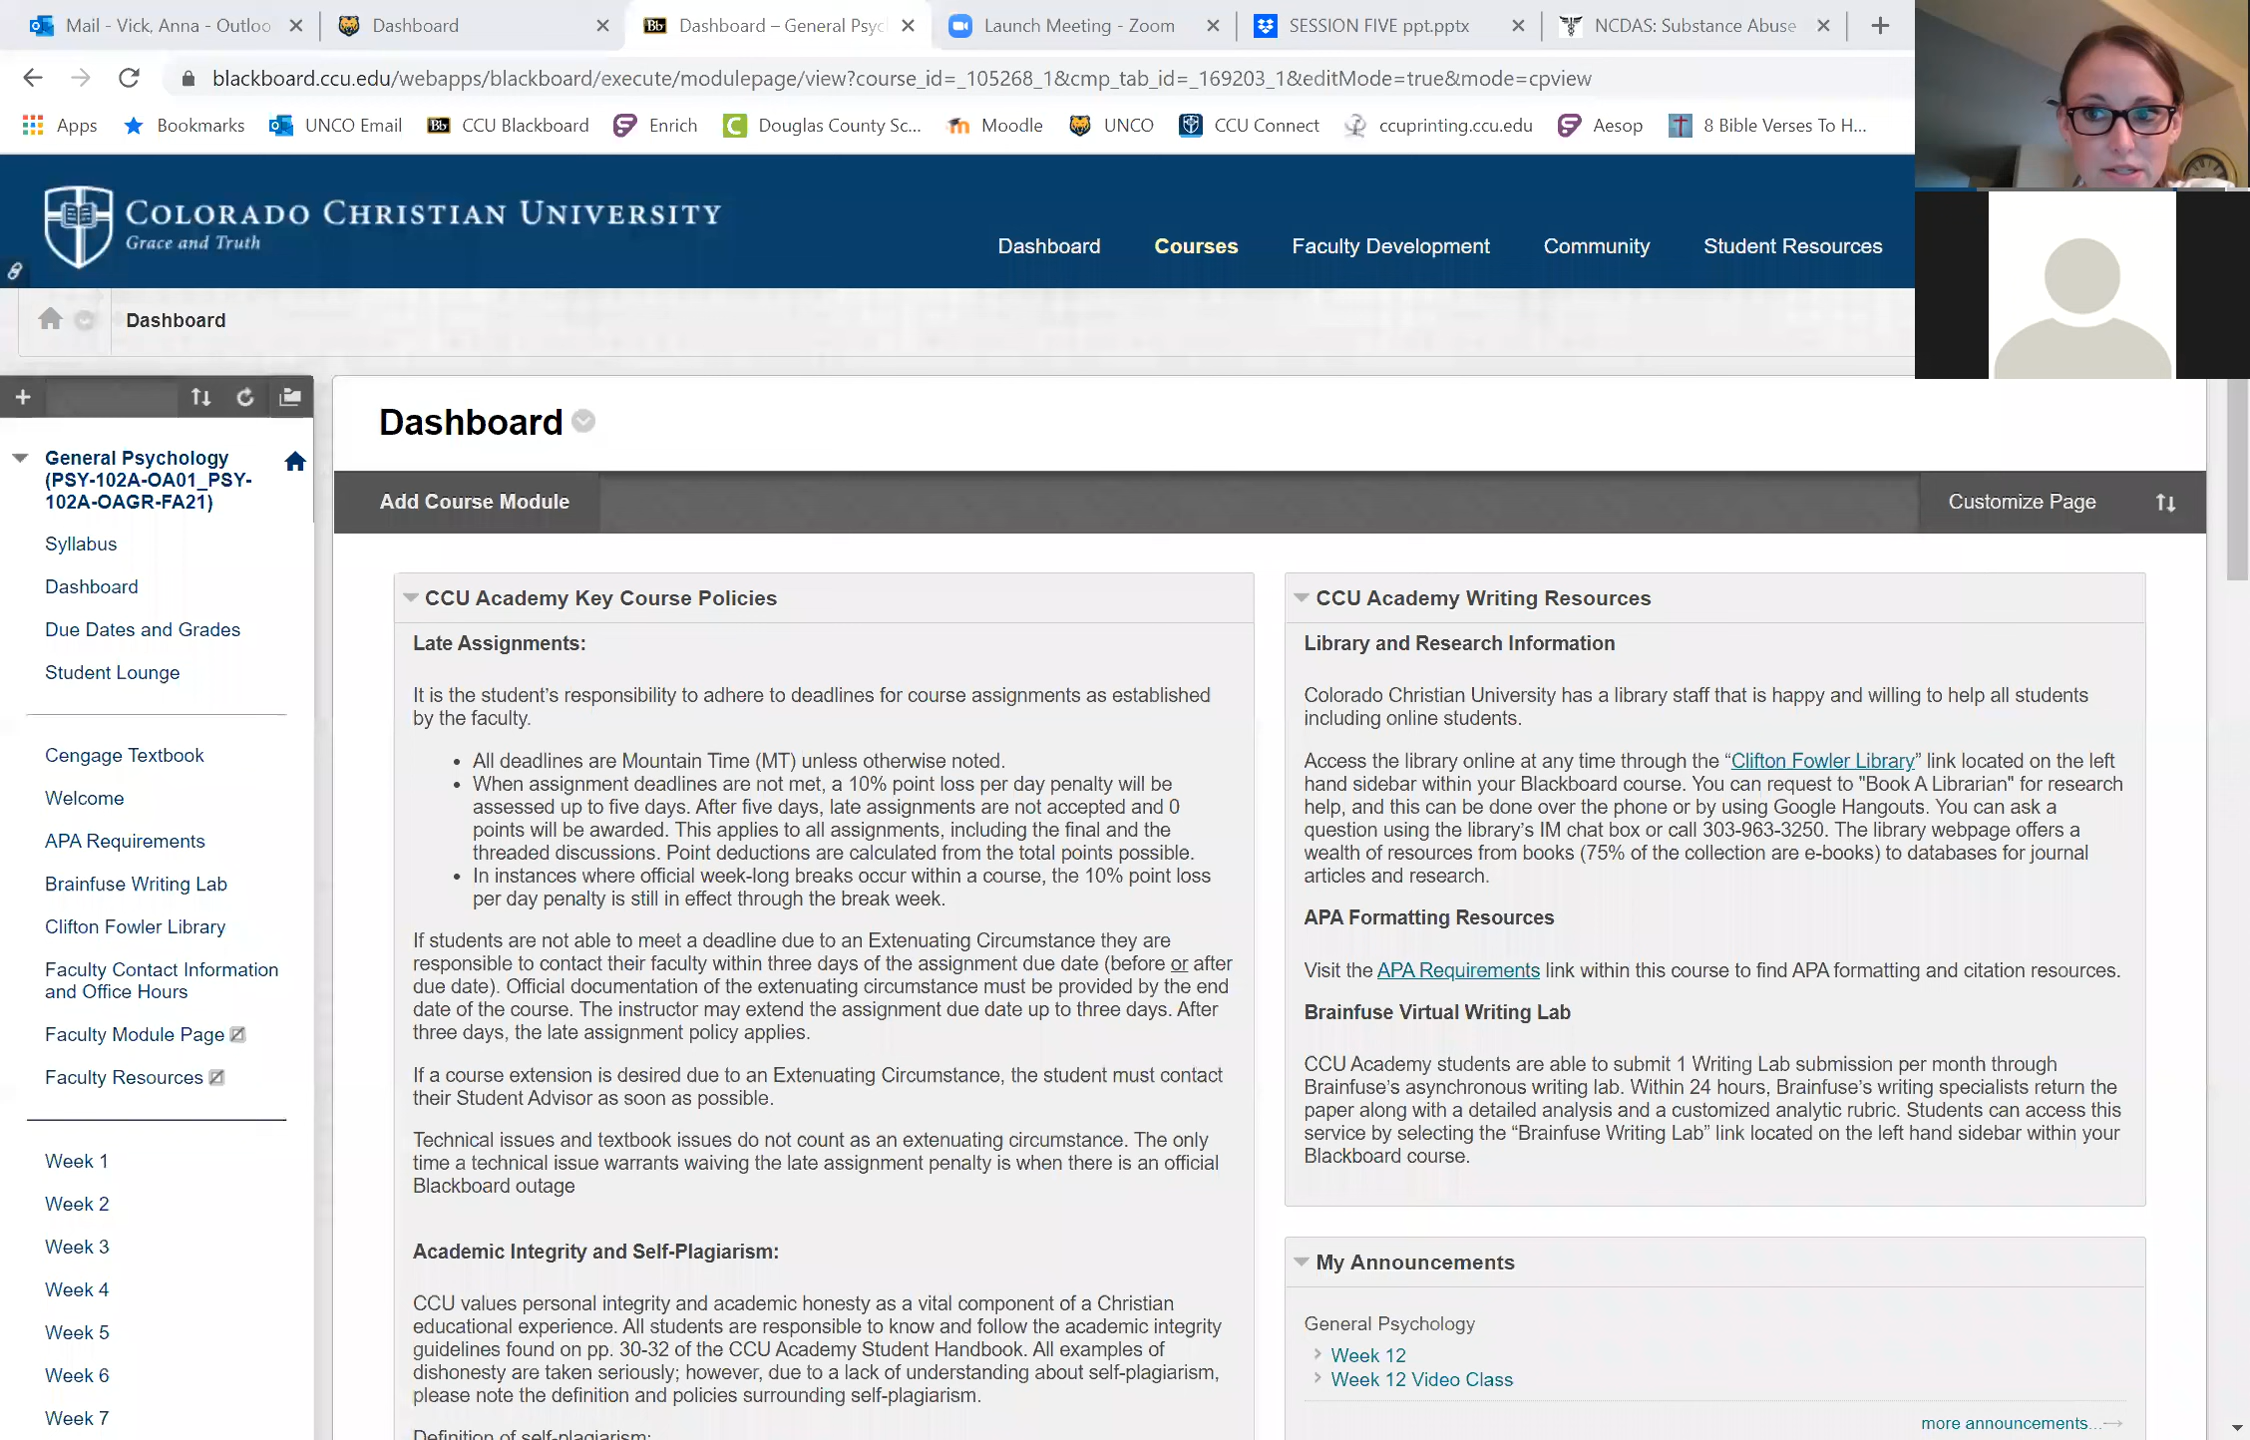 Mail - Vick, Anna - Outloo
Dashboard
Dashboard – General Psyc
Launch Meeting - Zoom
SESSION FIVE ppt.pptx
NCDAS: Substance Abuse
blackboard.ccu.edu/webapps/blackboard/execute/modulepage/view?course_id=_105268_1&cmp_tab_id=_169203_1&editMode=true&mode=cpview
Apps
Bookmarks
UNCO Email
Bb CCU Blackboard
Enrich
Douglas County Sc...
Moodle
UNCO
CCU Connect
ccuprinting.ccu.edu
Aesop
8 Bible Verses To H...
COLORADO CHRISTIAN UNIVERSITY
Grace and Truth
Dashboard
Courses
Faculty Development
Community
Student Resources
Dashboard
General Psychology
(PSY-102A-OA01_PSY-
102A-OAGR-FA21)
Syllabus
Dashboard
Due Dates and Grades
Student Lounge
Cengage Textbook
Welcome
APA Requirements
Brainfuse Writing Lab
Clifton Fowler Library
Faculty Contact Information
and Office Hours
Faculty Module Page
Faculty Resources
Week 1
Week 2
Week 3
Week 4
Week 5
Week 6
Week 7
Dashboard
Add Course Module
Customize Page
CCU Academy Key Course Policies
Late Assignments:
It is the student's responsibility to adhere to deadlines for course assignments as established
by the faculty.
• All deadlines are Mountain Time (MT) unless otherwise noted.
• When assignment deadlines are not met, a 10% point loss per day penalty will be
assessed up to five days. After five days, late assignments are not accepted and 0
points will be awarded. This applies to all assignments, including the final and the
threaded discussions. Point deductions are calculated from the total points possible.
• In instances where official week-long breaks occur within a course, the 10% point loss
per day penalty is still in effect through the break week.
If students are not able to meet a deadline due to an Extenuating Circumstance they are
responsible to contact their faculty within three days of the assignment due date (before or after
due date). Official documentation of the extenuating circumstance must be provided by the end
date of the course. The instructor may extend the assignment due date up to three days. After
three days, the late assignment policy applies.
If a course extension is desired due to an Extenuating Circumstance, the student must contact
their Student Advisor as soon as possible.
Technical issues and textbook issues do not count as an extenuating circumstance. The only
time a technical issue warrants waiving the late assignment penalty is when there is an official
Blackboard outage
Academic Integrity and Self-Plagiarism:
CCU values personal integrity and academic honesty as a vital component of a Christian
educational experience. All students are responsible to know and follow the academic integrity
guidelines found on pp. 30-32 of the CCU Academy Student Handbook. All examples of
dishonesty are taken seriously; however, due to a lack of understanding about self-plagiarism,
please note the definition and policies surrounding self-plagiarism.
Definition of self-plagiarism:
CCU Academy Writing Resources
Library and Research Information
Colorado Christian University has a library staff that is happy and willing to help all students
including online students.
Access the library online at any time through the “Clifton Fowler Library” link located on the left
hand sidebar within your Blackboard course. You can request to "Book A Librarian" for research
help, and this can be done over the phone or by using Google Hangouts. You can ask a
question using the library's IM chat box or call 303-963-3250. The library webpage offers a
wealth of resources from books (75% of the collection are e-books) to databases for journal
articles and research.
APA Formatting Resources
Visit the APA Requirements link within this course to find APA formatting and citation resources.
Brainfuse Virtual Writing Lab
CCU Academy students are able to submit 1 Writing Lab submission per month through
Brainfuse's asynchronous writing lab. Within 24 hours, Brainfuse's writing specialists return the
paper along with a detailed analysis and a customized analytic rubric. Students can access this
service by selecting the “Brainfuse Writing Lab” link located on the left hand sidebar within your
Blackboard course.
My Announcements
General Psychology
Week 12
Week 12 Video Class
more announcements...